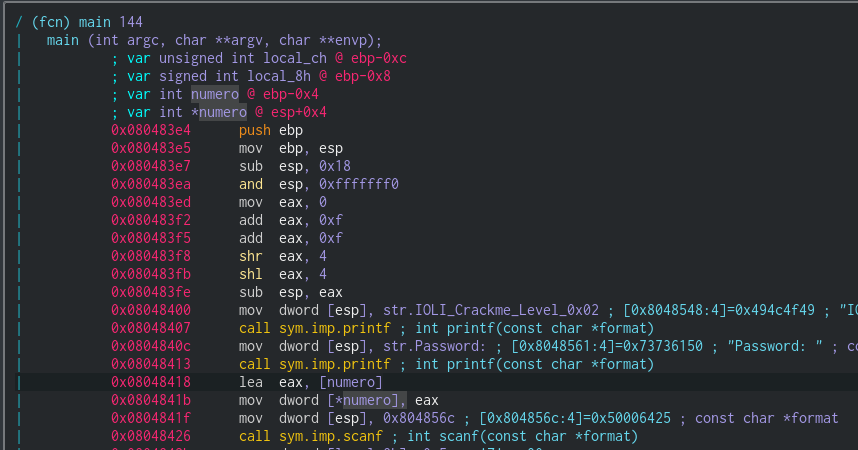 / (fcn) main 144
|   main (int argc, char **argv, char **envp);
|           ; var unsigned int local_ch @ ebp-0xc
|           ; var signed int local_8h @ ebp-0x8
|           ; var int numero @ ebp-0x4
|           ; var int *numero @ esp+0x4
|           0x080483e4      push ebp
|           0x080483e5      mov  ebp, esp
|           0x080483e7      sub  esp, 0x18
|           0x080483ea      and  esp, 0xfffffff0
|           0x080483ed      mov  eax, 0
|           0x080483f2      add  eax, 0xf
|           0x080483f5      add  eax, 0xf
|           0x080483f8      shr  eax, 4
|           0x080483fb      shl  eax, 4
|           0x080483fe      sub  esp, eax
|           0x08048400      mov  dword [esp], str.IOLI_Crackme_Level_0x02 ; [0x8048548:4]=0x494c4f49 ; "IO
|           0x08048407      call sym.imp.printf ; int printf(const char *format)
|           0x0804840c      mov  dword [esp], str.Password: ; [0x8048561:4]=0x73736150 ; "Password: " ; co
|           0x08048413      call sym.imp.printf ; int printf(const char *format)
|           0x08048418      lea  eax, [numero]
|           0x0804841b      mov  dword [*numero], eax
|           0x0804841f      mov  dword [esp], 0x804856c ; [0x804856c:4]=0x50006425 ; const char *format
|           0x08048426      call sym.imp.scanf ; int scanf(const char *format)